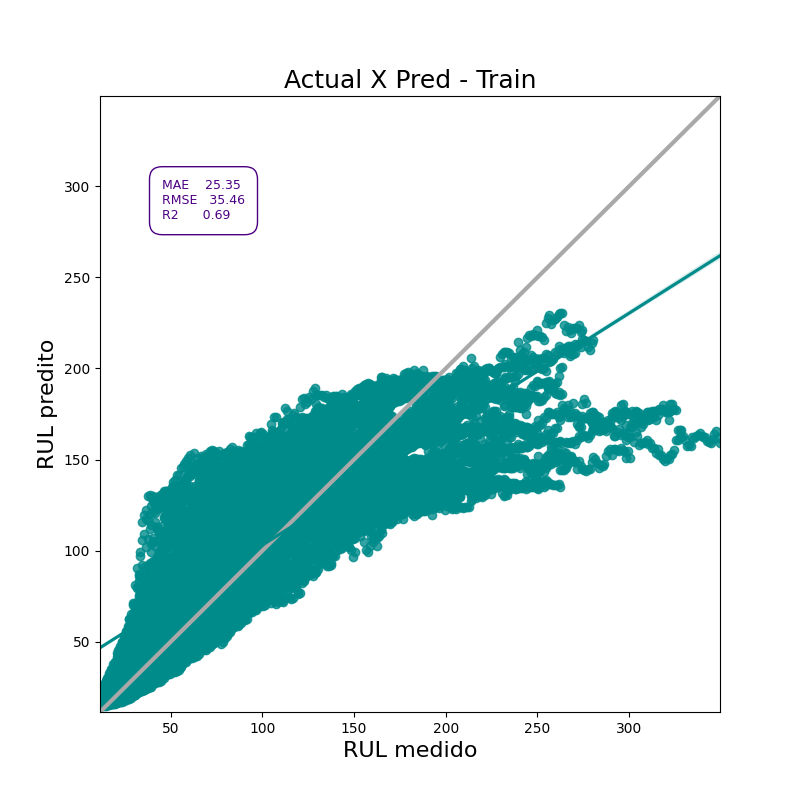 Actual X Pred - Train
MAE 25.35
RMSE 35.46
R2 0.69
RUL predito
300
250
200
150
100
50
50 100 150 200 250 300
RUL medido